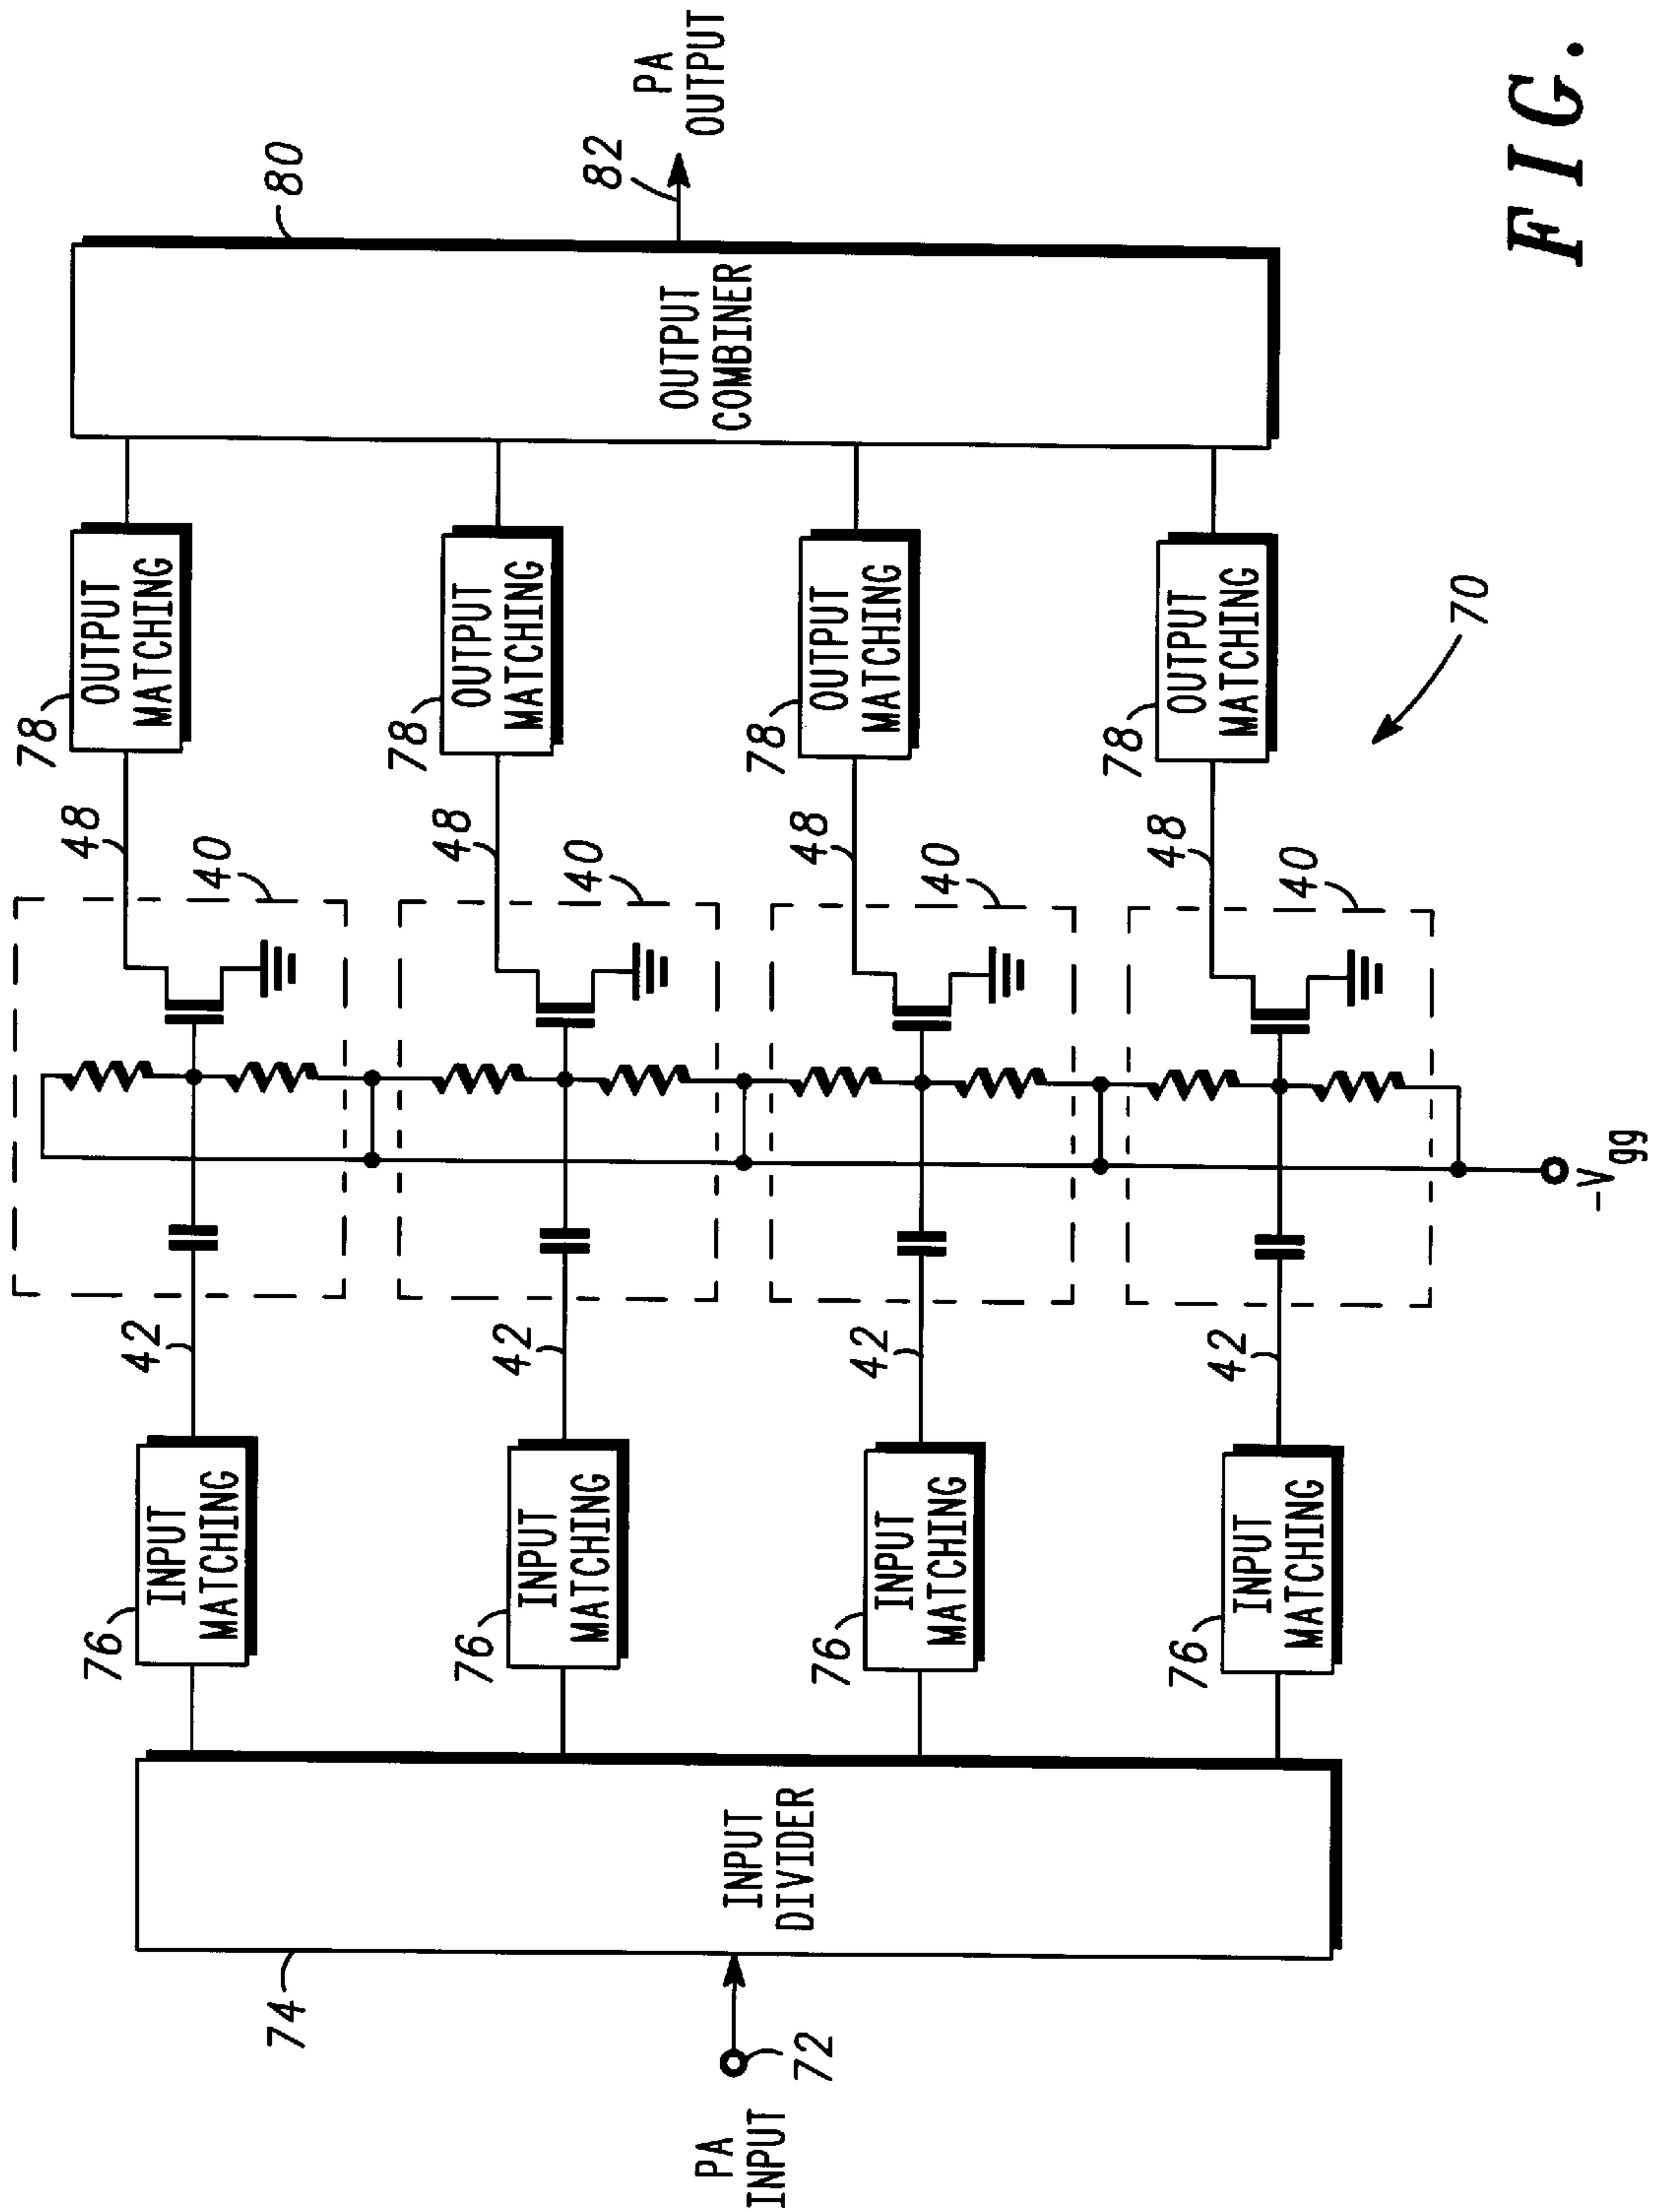 PA
INPUT
72
74
INPUT
DIVIDER
76
INPUT
MATCHING
42
40
48
78
OUTPUT
MATCHING
76
INPUT
MATCHING
42
40
48
78
OUTPUT
MATCHING
76
INPUT
MATCHING
42
40
48
78
OUTPUT
MATCHING
76
INPUT
MATCHING
42
40
48
78
OUTPUT
MATCHING
80
OUTPUT
COMBINER
82
PA
OUTPUT
-Vgg
70
FIG.